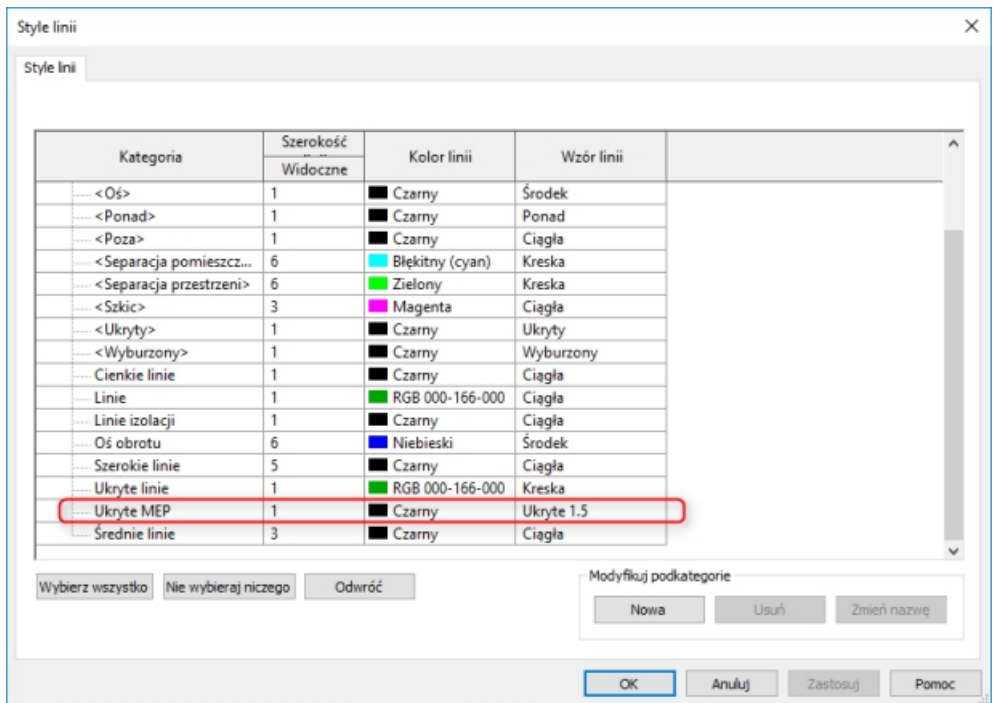 Style linii
Style linii
Kategoria Szerokość Kolor linii Wzór linii
Widoczne
<Oś> 1 Czarny Środek
<Ponad> 1 Czarny Ponad
<Poza> 1 Czarny Ciągła
<Separacja pomieszcz... 6 Błękitny (cyan) Kreska
<Separacja przestrzeni> 6 Zielony Kreska
<Szkic> 3 Magenta Ciągła
<Ukryty> 1 Czarny Ukryty
<Wyburzony> 1 Czarny Wyburzony
Cienkie linie 1 Czarny Ciągła
Linie 1 RGB 000-166-000 Ciągła
Linie izolacji 1 Czarny Ciągła
Oś obrotu 6 Niebieski Środek
Szerokie linie 5 Czarny Ciągła
Ukryte linie 1 RGB 000-166-000 Kreska
Ukryte MEP 1 Czarny Ukryte 1.5
Średnie linie 3 Czarny Ciągła
Wybierz wszystko Nie wybieraj niczego Odwróć
Modyfikuj podkategorie
Nowa Usuń Zmień nazwę
OK Anuluj Zastosuj Pomoc